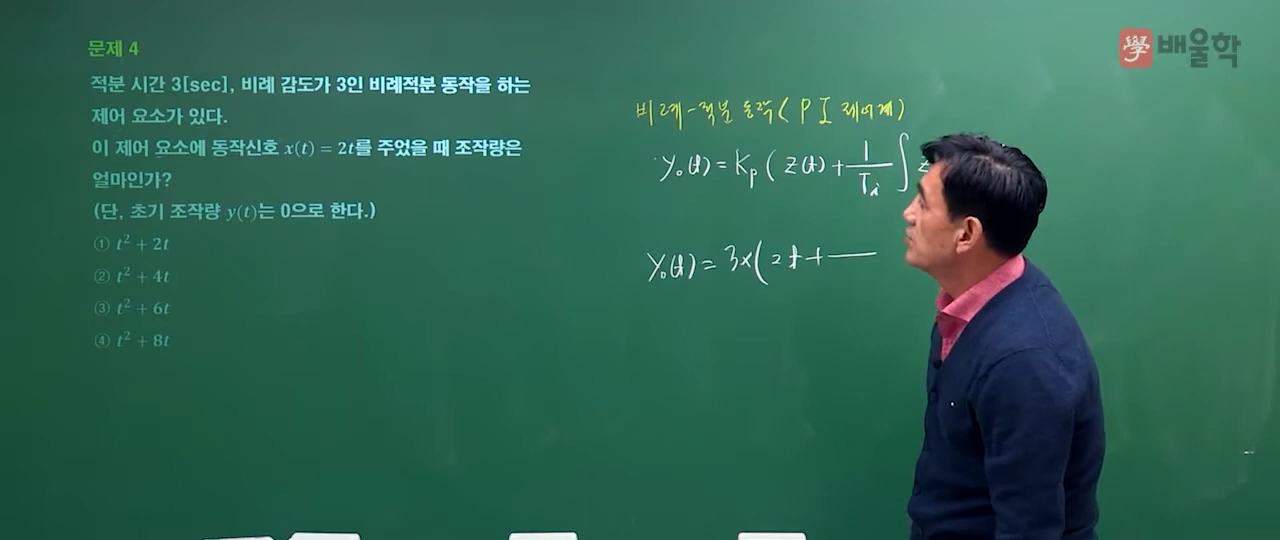 문제 4
學 배울학
적분 시간 3[sec], 비례 감도가 3인 비례적분 동작을 하는
제어 요소가 있다.
이 제어 요소에 동작신호 x(t) = 2t를 주었을 때 조작량은
얼마인가?
(단, 초기 조작량 y(t)는 0으로 한다.)
① t² + 2t
② t² + 4t
③ t² + 6t
④ t² + 8t
비례-적분 동작( P I 제어계)
y₀(t) = Kp ( z(t) + 1/Ti ∫ z
y₀(t) = 3×( 2t + —